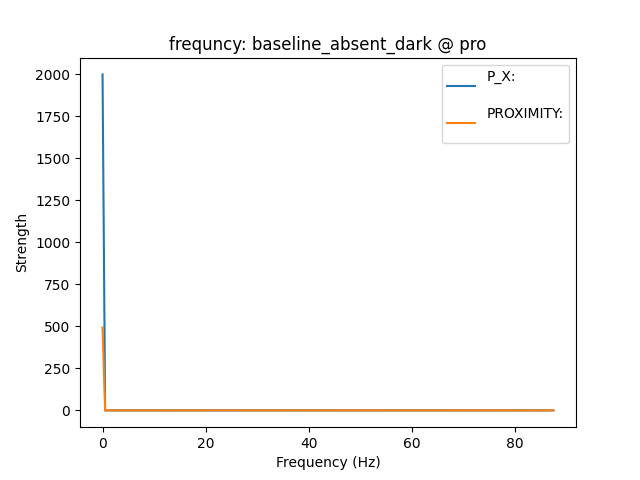 frequncy: baseline_absent_dark @ pro
P_X:
PROXIMITY:
2000
1750
1500
1250
1000
750
500
250
0
Strength
0 20 40 60 80
Frequency (Hz)